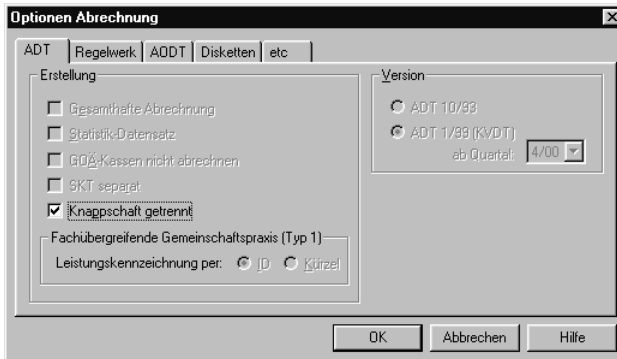 Optionen Abrechnung
ADT Regelwerk AODT Disketten etc
Erstellung
Gesamthafte Abrechnung
Statistik-Datensatz
GOÄ-Kassen nicht abrechnen
SKT separat
Knappschaft getrennt
Fachübergreifende Gemeinschaftspraxis (Typ 1)
Leistungskennzeichnung per: ID Kürzel
Version
ADT 10/93
ADT 1/99 (KVDT)
ab Quartal: 4/00
OK Abbrechen Hilfe